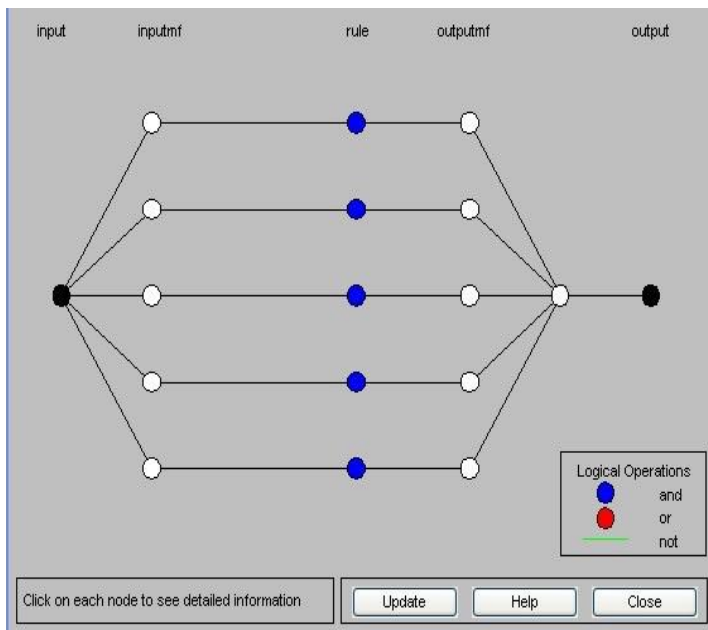 input inputmf rule outputmf output
Logical Operations
and
or
not
Click on each node to see detailed information
Update Help Close